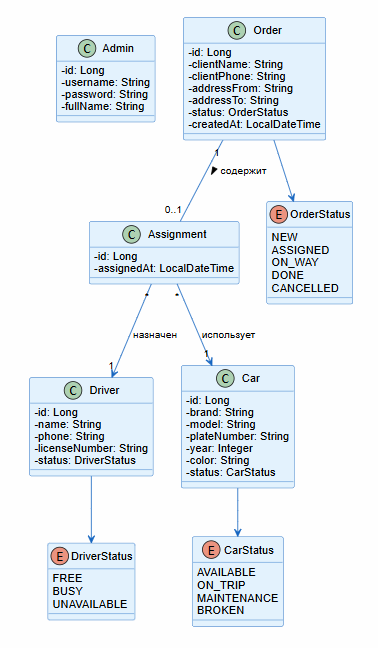 C Admin
-id: Long
-username: String
-password: String
-fullName: String
C Order
-id: Long
-clientName: String
-clientPhone: String
-addressFrom: String
-addressTo: String
-status: OrderStatus
-createdAt: LocalDateTime
1
содержит
0..1
E OrderStatus
NEW
ASSIGNED
ON_WAY
DONE
CANCELLED
C Assignment
-id: Long
-assignedAt: LocalDateTime
* *
назначен использует
1 1
C Driver
-id: Long
-name: String
-phone: String
-licenseNumber: String
-status: DriverStatus
C Car
-id: Long
-brand: String
-model: String
-plateNumber: String
-year: Integer
-color: String
-status: CarStatus
E DriverStatus
FREE
BUSY
UNAVAILABLE
E CarStatus
AVAILABLE
ON_TRIP
MAINTENANCE
BROKEN